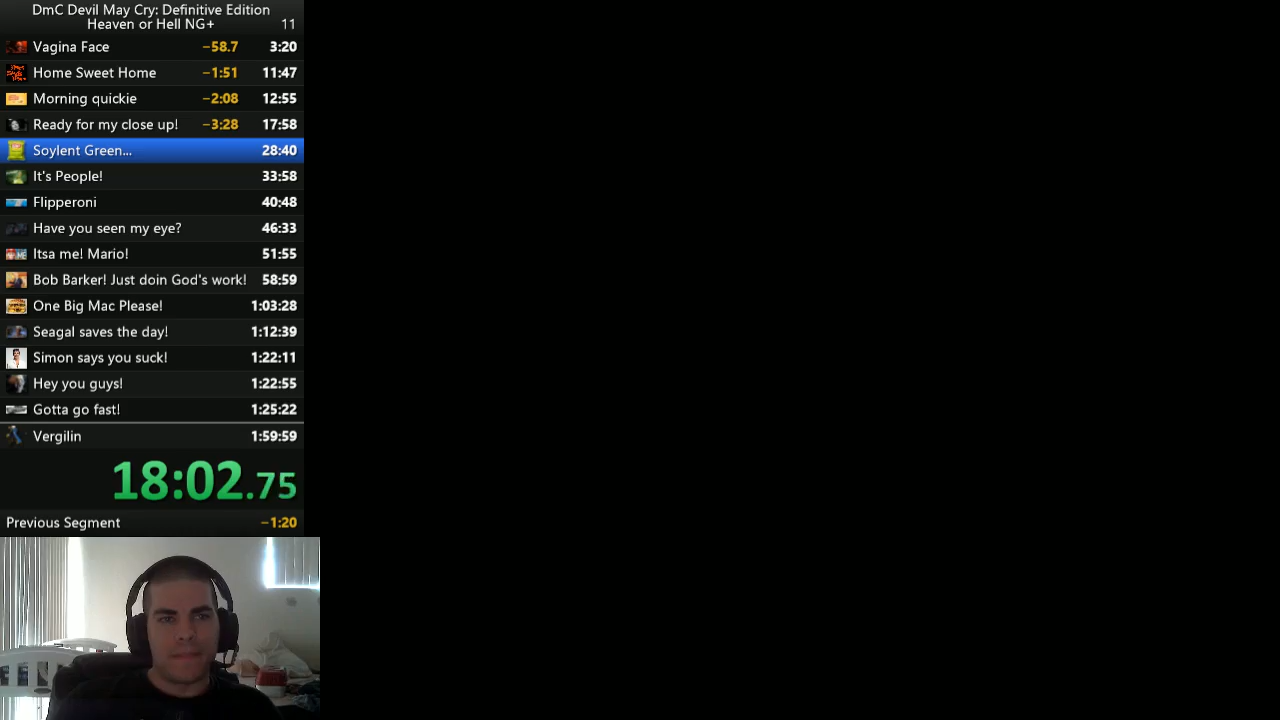 DmC Devil May Cry: Definitive Edition
Heaven or Hell NG+ 11
Vagina Face −58.7 3:20
Home Sweet Home −1:51 11:47
Morning quickie −2:08 12:55
Ready for my close up! −3:28 17:58
Soylent Green... 28:40
It's People! 33:58
Flipperoni 40:48
Have you seen my eye? 46:33
Itsa me! Mario! 51:55
Bob Barker! Just doin God's work! 58:59
One Big Mac Please! 1:03:28
Seagal saves the day! 1:12:39
Simon says you suck! 1:22:11
Hey you guys! 1:22:55
Gotta go fast! 1:25:22
Vergilin 1:59:59
18:02.75
Previous Segment −1:20